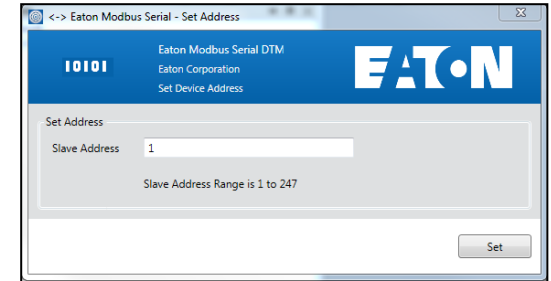 <-> Eaton Modbus Serial - Set Address
10101
Eaton Modbus Serial DTM
Eaton Corporation
Set Device Address
EATON
Set Address
Slave Address 1
Slave Address Range is 1 to 247
Set